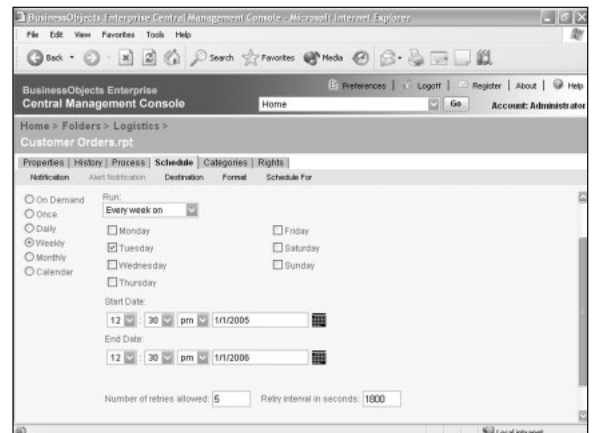 BusinessObjects Enterprise Central Management Console - Microsoft Internet Explorer
File Edit View Favorites Tools Help
Back Search Favorites Media
BusinessObjects Enterprise
Central Management Console
Preferences | Logoff | Register | About | Help
Home Go Account: Administrator
Home > Folders > Logistics >
Customer Orders.rpt
Properties | History | Process | Schedule | Categories | Rights |
Notification Alert Notification Destination Format Schedule For
On Demand
Once
Daily
Weekly
Monthly
Calendar
Run:
Every week on
Monday Friday
Tuesday Saturday
Wednesday Sunday
Thursday
Start Date:
12 : 30 pm 1/1/2005
End Date:
12 : 30 pm 1/1/2006
Number of retries allowed: 5 Retry interval in seconds: 1800
Local intranet